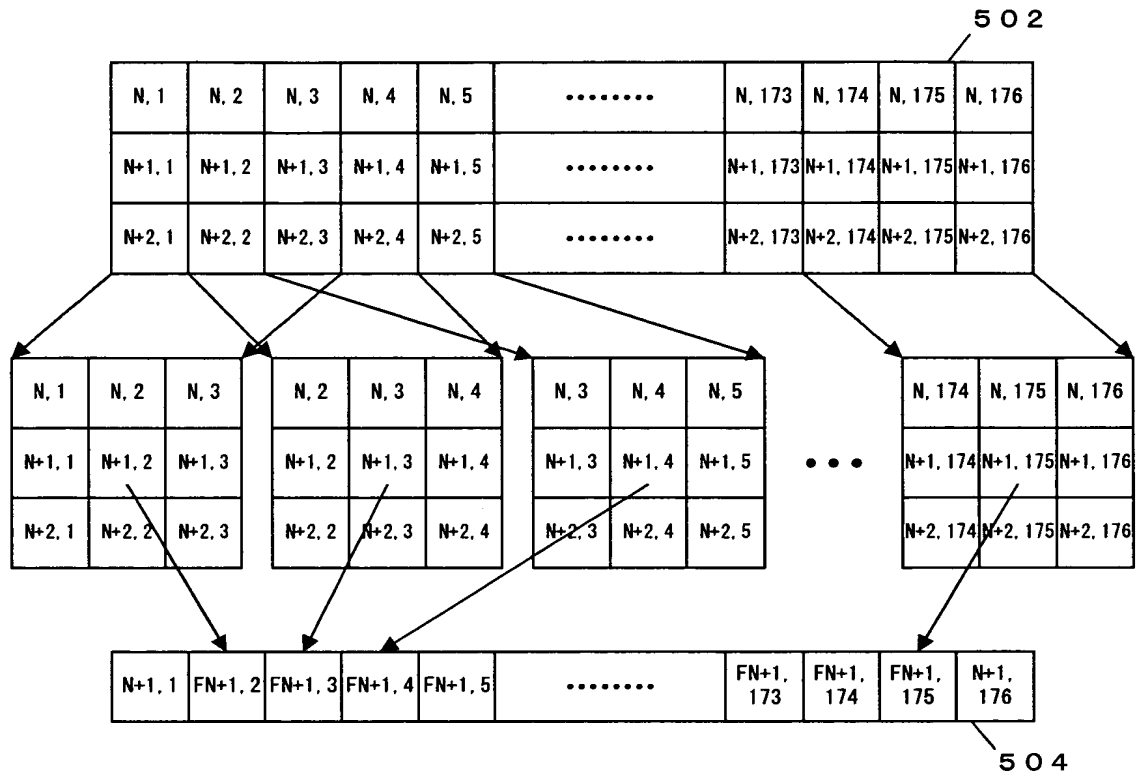 ５０２
N, 1 N, 2 N, 3 N, 4 N, 5 ········ N, 173 N, 174 N, 175 N, 176
N+1, 1 N+1, 2 N+1, 3 N+1, 4 N+1, 5 ········ N+1, 173 N+1, 174 N+1, 175 N+1, 176
N+2, 1 N+2, 2 N+2, 3 N+2, 4 N+2, 5 ········ N+2, 173 N+2, 174 N+2, 175 N+2, 176
N, 1 N, 2 N, 3 N, 2 N, 3 N, 4 N, 3 N, 4 N, 5 N, 174 N, 175 N, 176
N+1, 1 N+1, 2 N+1, 3 N+1, 2 N+1, 3 N+1, 4 N+1, 3 N+1, 4 N+1, 5 ••• N+1, 174 N+1, 175 N+1, 176
N+2, 1 N+2, 2 N+2, 3 N+2, 2 N+2, 3 N+2, 4 N+2, 3 N+2, 4 N+2, 5 N+2, 174 N+2, 175 N+2, 176
N+1, 1 FN+1, 2 FN+1, 3 FN+1, 4 FN+1, 5 ········ FN+1, 173 FN+1, 174 FN+1, 175 N+1, 176
５０４